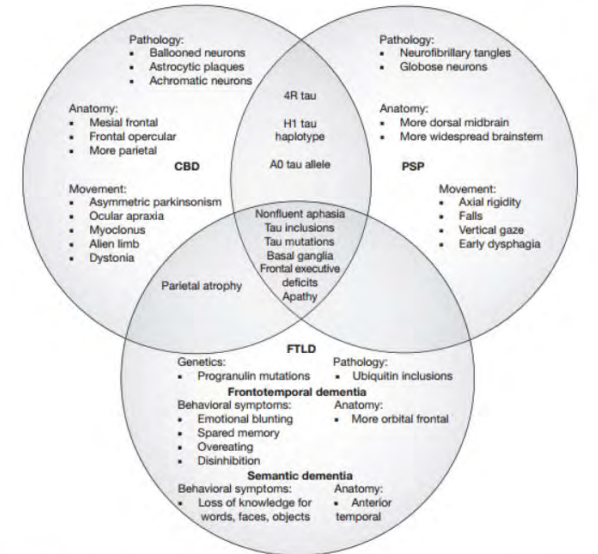 Pathology:
▪ Ballooned neurons
▪ Astrocytic plaques
▪ Achromatic neurons
Anatomy:
▪ Mesial frontal
▪ Frontal opercular
▪ More parietal
CBD
Movement:
▪ Asymmetric parkinsonism
▪ Ocular apraxia
▪ Myoclonus
▪ Alien limb
▪ Dystonia
4R tau
H1 tau
haplotype
A0 tau allele
Pathology:
▪ Neurofibrillary tangles
▪ Globose neurons
Anatomy:
▪ More dorsal midbrain
▪ More widespread brainstem
PSP
Movement:
▪ Axial rigidity
▪ Falls
▪ Vertical gaze
▪ Early dysphagia
Nonfluent aphasia
Tau inclusions
Tau mutations
Basal ganglia
Frontal executive
deficits
Apathy
Parietal atrophy
FTLD
Genetics:
▪ Progranulin mutations
Pathology:
▪ Ubiquitin inclusions
Frontotemporal dementia
Behavioral symptoms:
▪ Emotional blunting
▪ Spared memory
▪ Overeating
▪ Disinhibition
Anatomy:
▪ More orbital frontal
Semantic dementia
Behavioral symptoms:
▪ Loss of knowledge for
words, faces, objects
Anatomy:
▪ Anterior
temporal